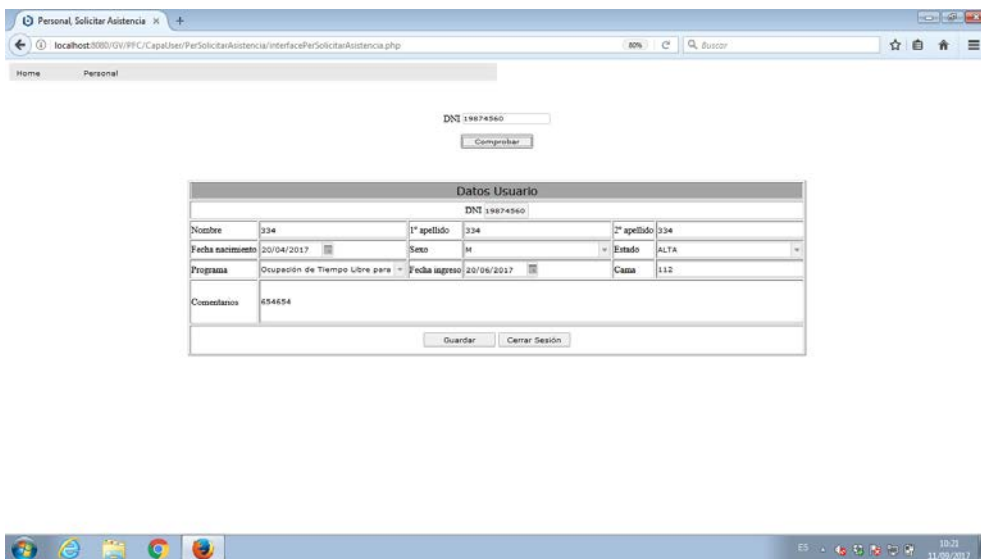 Personal, Solicitar Asistencia × +
localhost:8080/GV/PFC/CapaUser/PerSolicitarAsistencia/interfacePerSolicitarAsistencia.php 80% Buscar
Home Personal
DNI 19874560
Comprobar
Datos Usuario
DNI 19874560
Nombre 334 1º apellido 334 2º apellido 334
Fecha nacimiento 20/04/2017 Sexo M Estado ALTA
Programa Ocupación de Tiempo Libre para Fecha ingreso 20/06/2017 Cama 112
Comentarios 654654
Guardar Cerrar Sesión
ES 10:21
11/09/2017